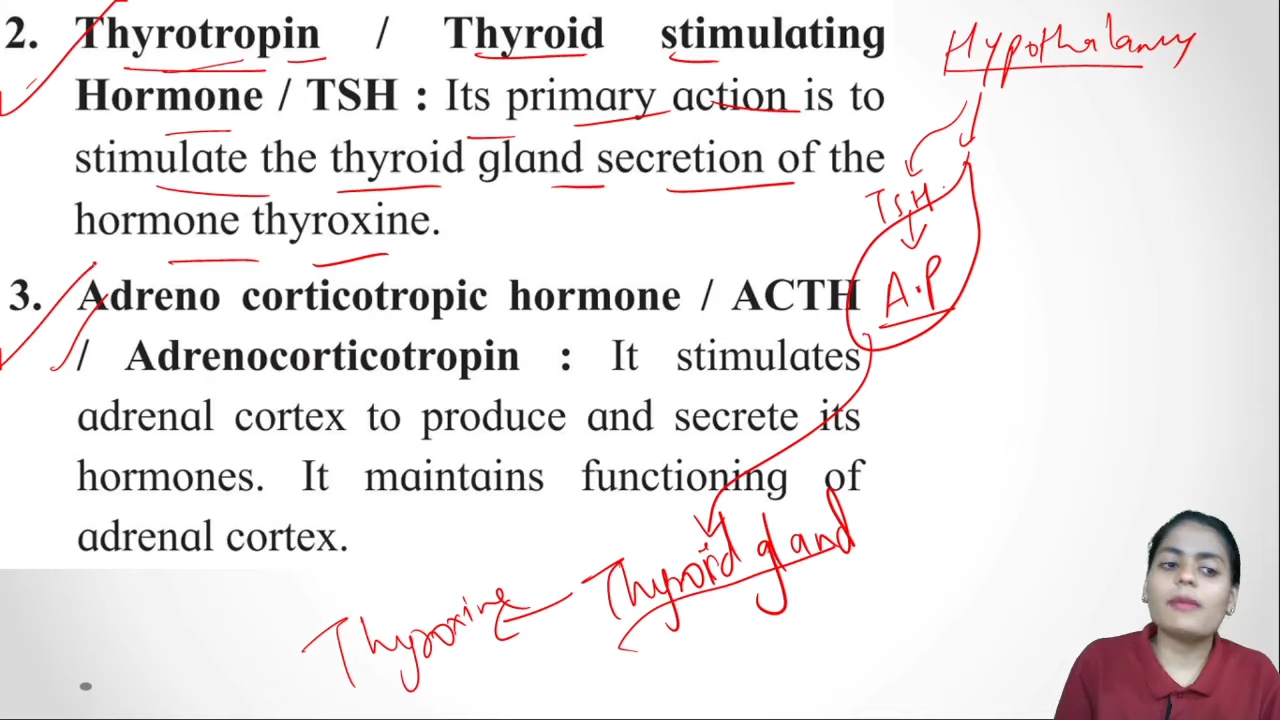 2. Thyrotropin / Thyroid stimulating
Hormone / TSH : Its primary action is to
stimulate the thyroid gland secretion of the
hormone thyroxine.
3. Adreno corticotropic hormone / ACTH
/ Adrenocorticotropin : It stimulates
adrenal cortex to produce and secrete its
hormones. It maintains functioning of
adrenal cortex.
Hypothalamus
TSH
A.P
Thyroid gland
Thyroxine